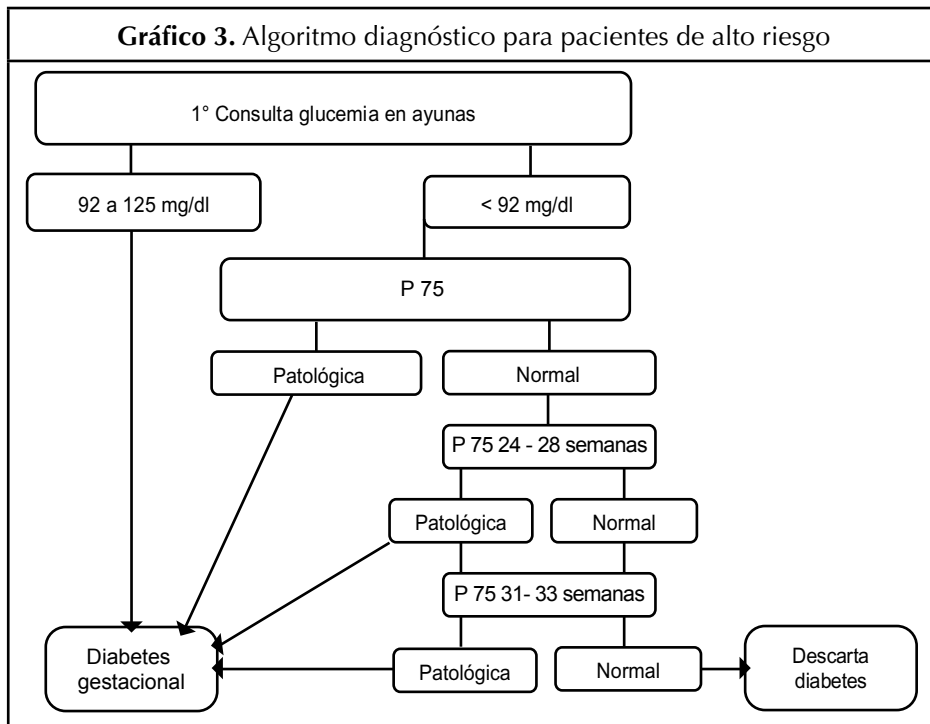 Gráfico 3. Algoritmo diagnóstico para pacientes de alto riesgo
1° Consulta glucemia en ayunas
92 a 125 mg/dl
< 92 mg/dl
P 75
Patológica
Normal
P 75 24 - 28 semanas
Patológica
Normal
P 75 31- 33 semanas
Diabetes
gestacional
Patológica
Normal
Descarta
diabetes